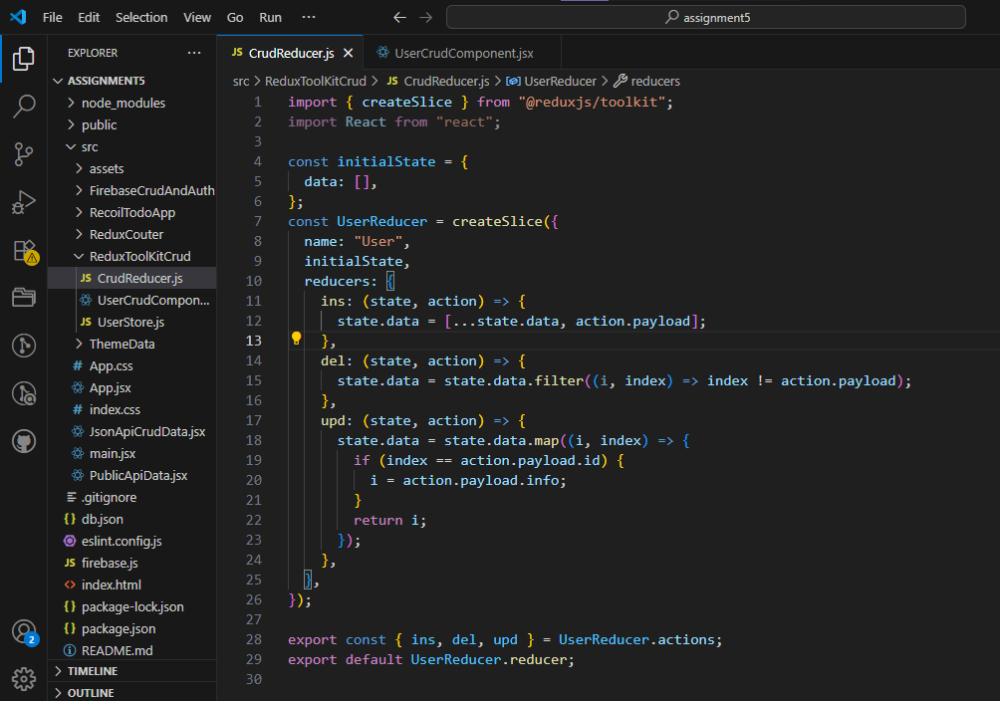 File Edit Selection View Go Run ··· ← → assignment5
EXPLORER ···
ASSIGNMENT5
node_modules
public
src
assets
FirebaseCrudAndAuth
RecoilTodoApp
ReduxCouter
ReduxToolKitCrud
JS CrudReducer.js
UserCrudCompon...
JS UserStore.js
ThemeData
# App.css
App.jsx
# index.css
JsonApiCrudData.jsx
main.jsx
PublicApiData.jsx
.gitignore
{} db.json
eslint.config.js
JS firebase.js
<> index.html
{} package-lock.json
{} package.json
README.md
TIMELINE
OUTLINE
2
JS CrudReducer.js × UserCrudComponent.jsx
src > ReduxToolKitCrud > JS CrudReducer.js > UserReducer > reducers
1 import { createSlice } from "@reduxjs/toolkit";
2 import React from "react";
3
4 const initialState = {
5 data: [],
6 };
7 const UserReducer = createSlice({
8 name: "User",
9 initialState,
10 reducers: {
11 ins: (state, action) => {
12 state.data = [...state.data, action.payload];
13 },
14 del: (state, action) => {
15 state.data = state.data.filter((i, index) => index != action.payload);
16 },
17 upd: (state, action) => {
18 state.data = state.data.map((i, index) => {
19 if (index == action.payload.id) {
20 i = action.payload.info;
21 }
22 return i;
23 });
24 },
25 },
26 });
27
28 export const { ins, del, upd } = UserReducer.actions;
29 export default UserReducer.reducer;
30